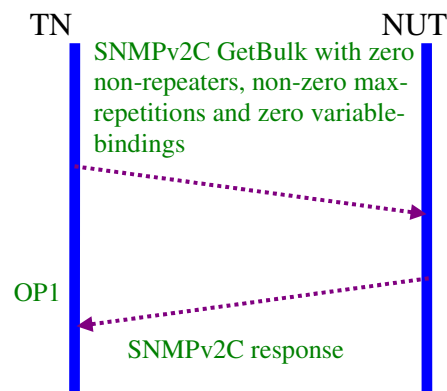 TN
NUT
SNMPv2C GetBulk with zero
non-repeaters, non-zero max-
repetitions and zero variable-
bindings
OP1
SNMPv2C response